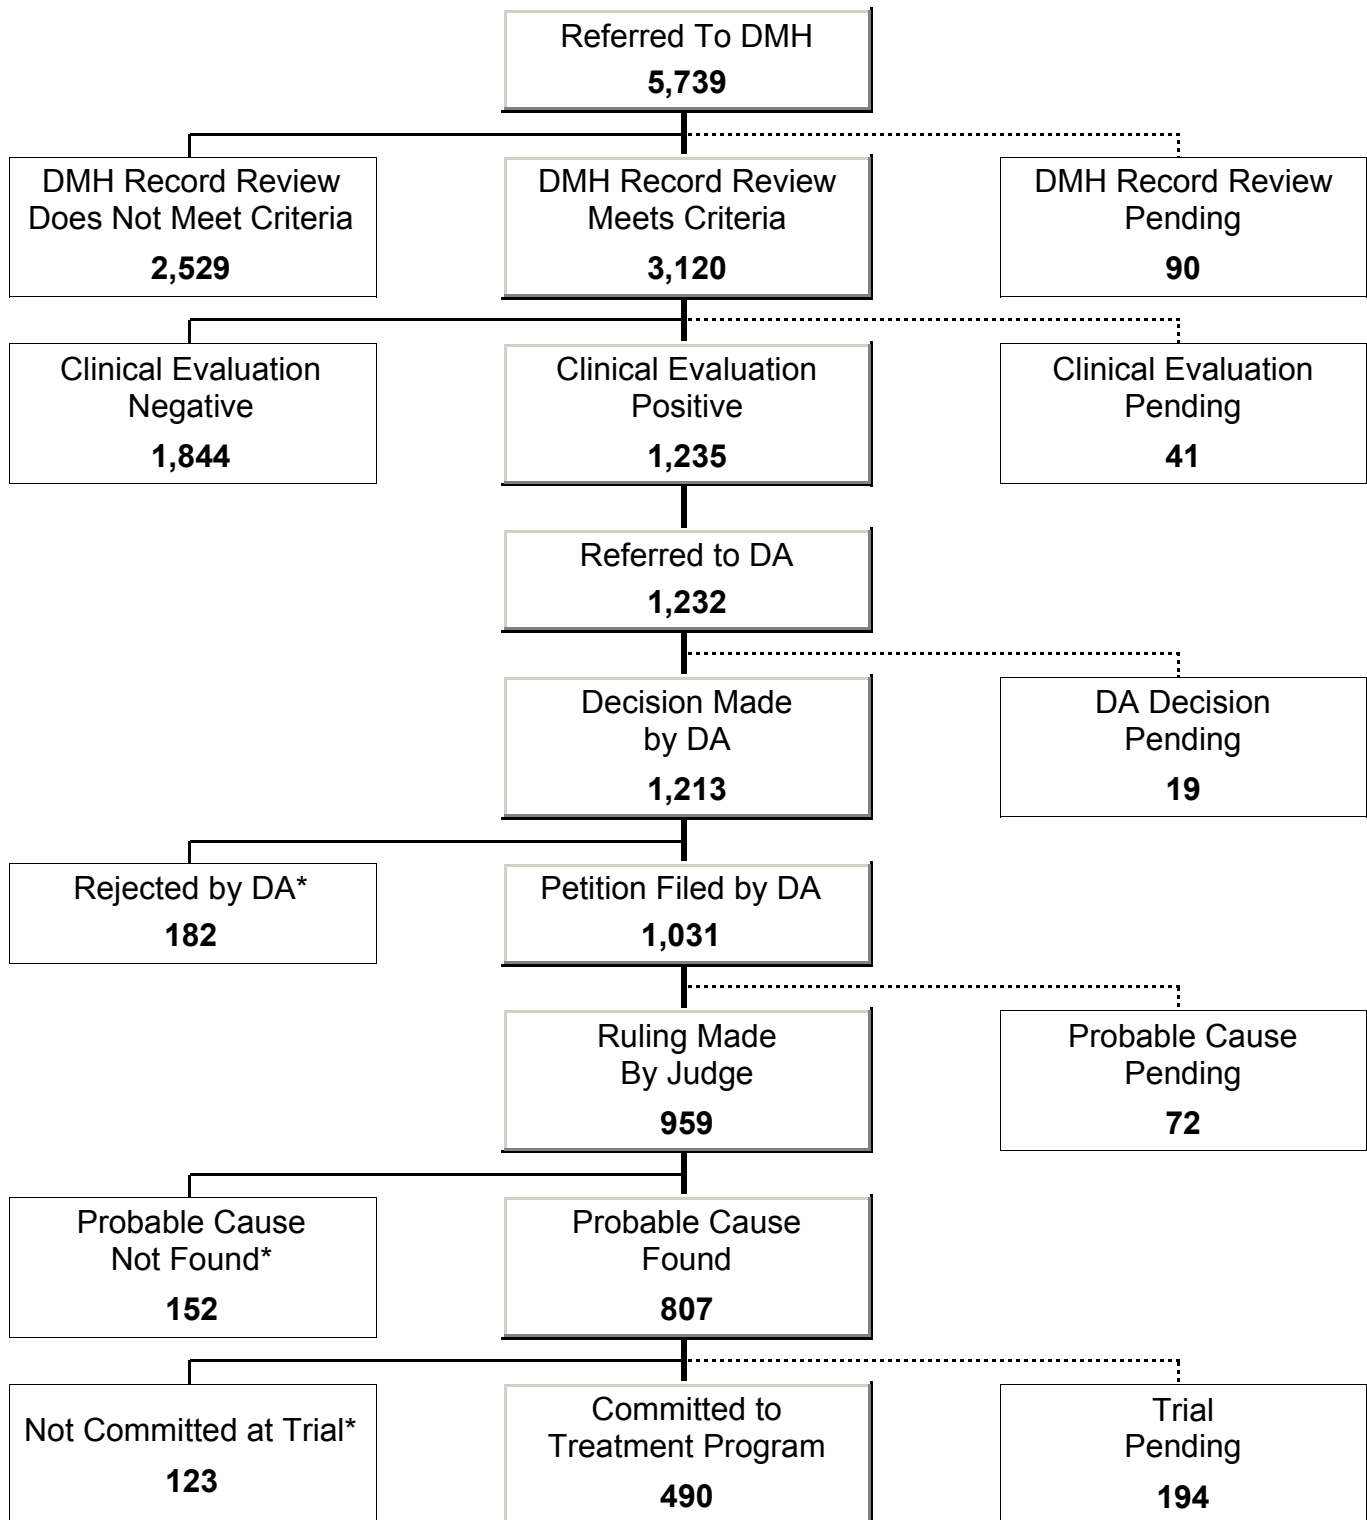 Referred To DMH
5,739
DMH Record Review
Does Not Meet Criteria
2,529
DMH Record Review
Meets Criteria
3,120
DMH Record Review
Pending
90
Clinical Evaluation
Negative
1,844
Clinical Evaluation
Positive
1,235
Clinical Evaluation
Pending
41
Referred to DA
1,232
Decision Made
by DA
1,213
DA Decision
Pending
19
Rejected by DA*
182
Petition Filed by DA
1,031
Ruling Made
By Judge
959
Probable Cause
Pending
72
Probable Cause
Not Found*
152
Probable Cause
Found
807
Not Committed at Trial*
123
Committed to
Treatment Program
490
Trial
Pending
194